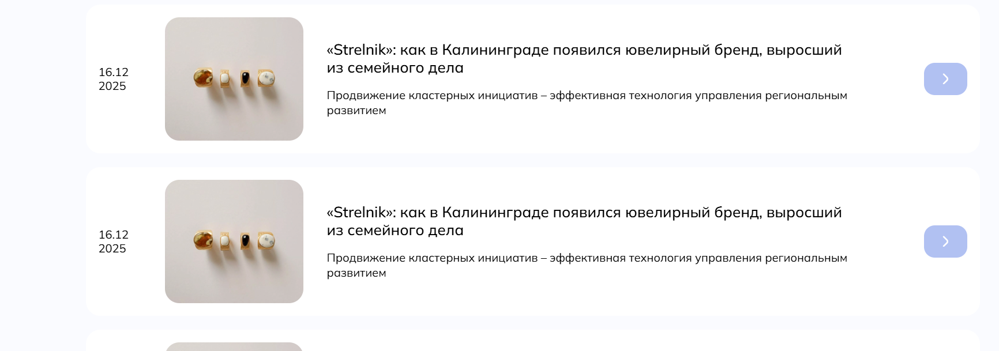 16.12
2025
«Strelnik»: как в Калининграде появился ювелирный бренд, выросший
из семейного дела
Продвижение кластерных инициатив – эффективная технология управления региональным
развитием
16.12
2025
«Strelnik»: как в Калининграде появился ювелирный бренд, выросший
из семейного дела
Продвижение кластерных инициатив – эффективная технология управления региональным
развитием